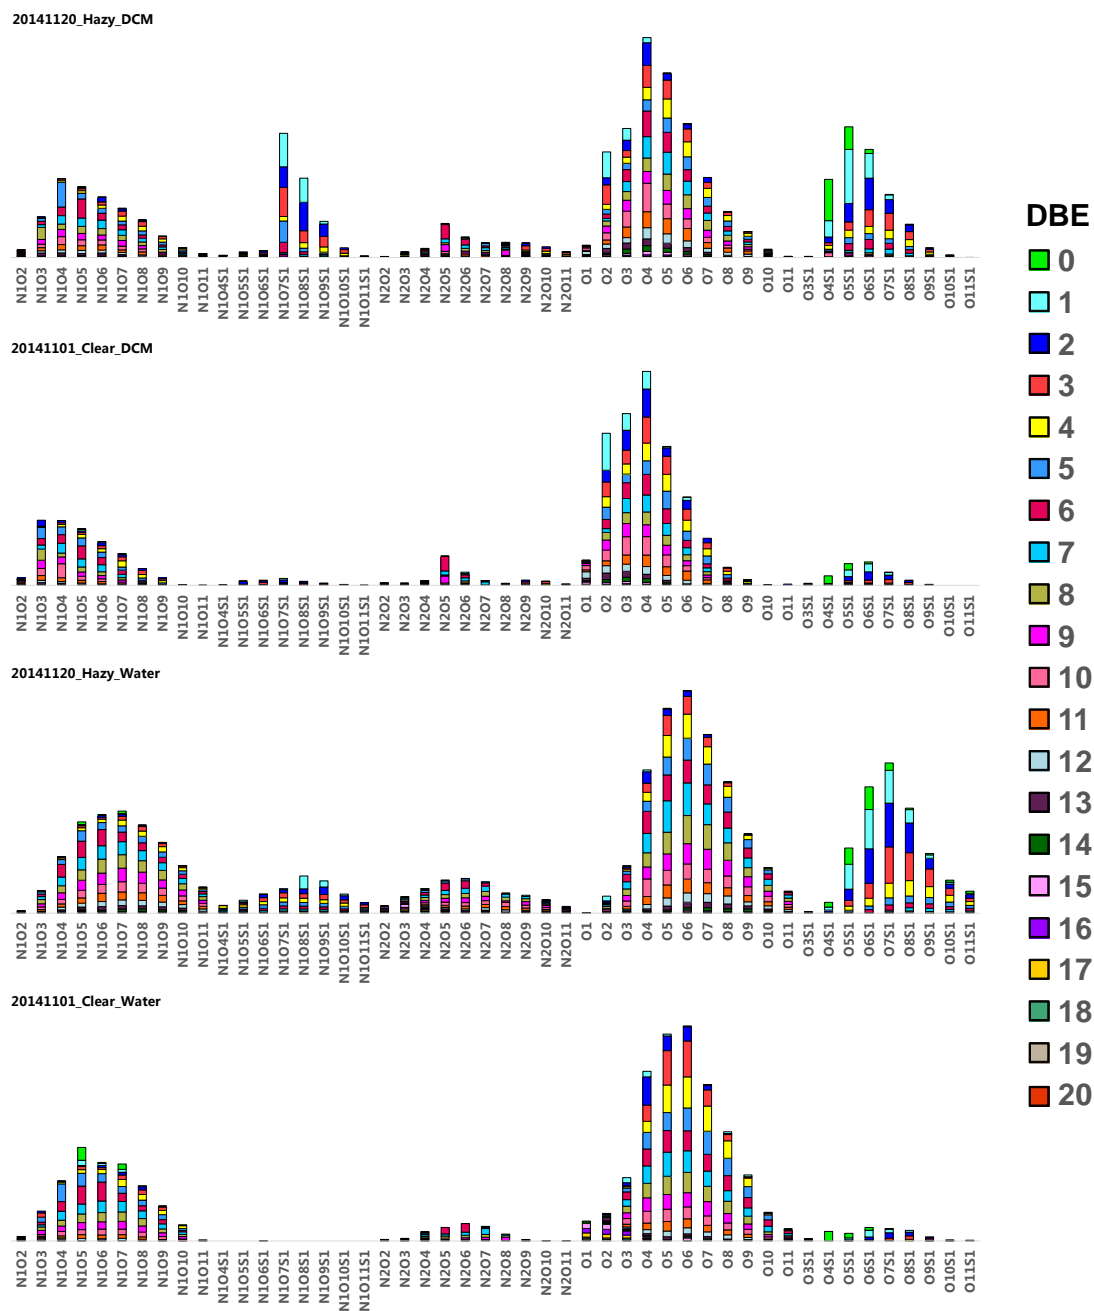 20141120_Hazy_DCM
N1O2 N1O3 N1O4 N1O5 N1O6 N1O7 N1O8 N1O9 N1O10 N1O11 N1O4S1 N1O5S1 N1O6S1 N1O7S1 N1O8S1 N1O9S1 N1O10S1 N1O11S1 N2O2 N2O3 N2O4 N2O5 N2O6 N2O7 N2O8 N2O9 N2O10 N2O11 O1 O2 O3 O4 O5 O6 O7 O8 O9 O10 O11 O3S1 O4S1 O5S1 O6S1 O7S1 O8S1 O9S1 O10S1 O11S1
20141101_Clear_DCM
N1O2 N1O3 N1O4 N1O5 N1O6 N1O7 N1O8 N1O9 N1O10 N1O11 N1O4S1 N1O5S1 N1O6S1 N1O7S1 N1O8S1 N1O9S1 N1O10S1 N1O11S1 N2O2 N2O3 N2O4 N2O5 N2O6 N2O7 N2O8 N2O9 N2O10 N2O11 O1 O2 O3 O4 O5 O6 O7 O8 O9 O10 O11 O3S1 O4S1 O5S1 O6S1 O7S1 O8S1 O9S1 O10S1 O11S1
20141120_Hazy_Water
N1O2 N1O3 N1O4 N1O5 N1O6 N1O7 N1O8 N1O9 N1O10 N1O11 N1O4S1 N1O5S1 N1O6S1 N1O7S1 N1O8S1 N1O9S1 N1O10S1 N1O11S1 N2O2 N2O3 N2O4 N2O5 N2O6 N2O7 N2O8 N2O9 N2O10 N2O11 O1 O2 O3 O4 O5 O6 O7 O8 O9 O10 O11 O3S1 O4S1 O5S1 O6S1 O7S1 O8S1 O9S1 O10S1 O11S1
20141101_Clear_Water
N1O2 N1O3 N1O4 N1O5 N1O6 N1O7 N1O8 N1O9 N1O10 N1O11 N1O4S1 N1O5S1 N1O6S1 N1O7S1 N1O8S1 N1O9S1 N1O10S1 N1O11S1 N2O2 N2O3 N2O4 N2O5 N2O6 N2O7 N2O8 N2O9 N2O10 N2O11 O1 O2 O3 O4 O5 O6 O7 O8 O9 O10 O11 O3S1 O4S1 O5S1 O6S1 O7S1 O8S1 O9S1 O10S1 O11S1
DBE
0
1
2
3
4
5
6
7
8
9
10
11
12
13
14
15
16
17
18
19
20